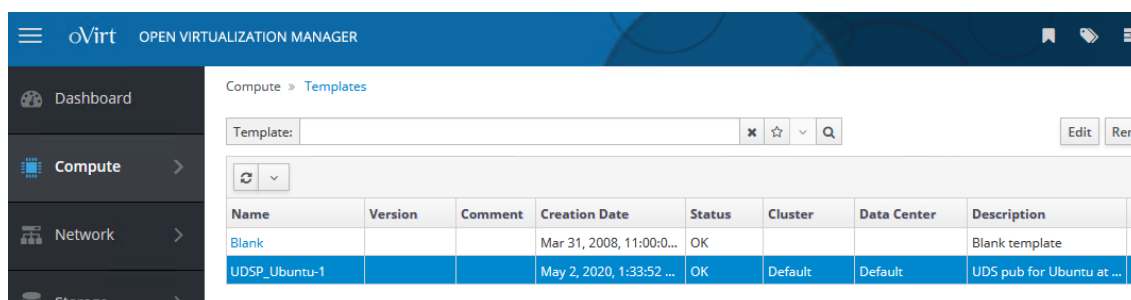 oVirt OPEN VIRTUALIZATION MANAGER
Compute » Templates
Dashboard
Template:
Edit
Compute
Name Version Comment Creation Date Status Cluster Data Center Description
Network
Blank Mar 31, 2008, 11:00:0... OK Blank template
UDSP_Ubuntu-1 May 2, 2020, 1:33:52 ... OK Default Default UDS pub for Ubuntu at ...